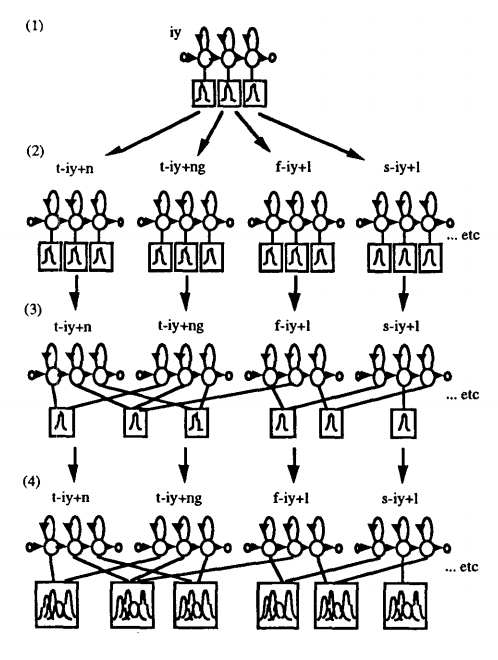 (1)
iy
(2)
t-iy+n t-iy+ng f-iy+l s-iy+l
... etc
(3)
t-iy+n t-iy+ng f-iy+l s-iy+l
... etc
(4)
t-iy+n t-iy+ng f-iy+l s-iy+l
... etc